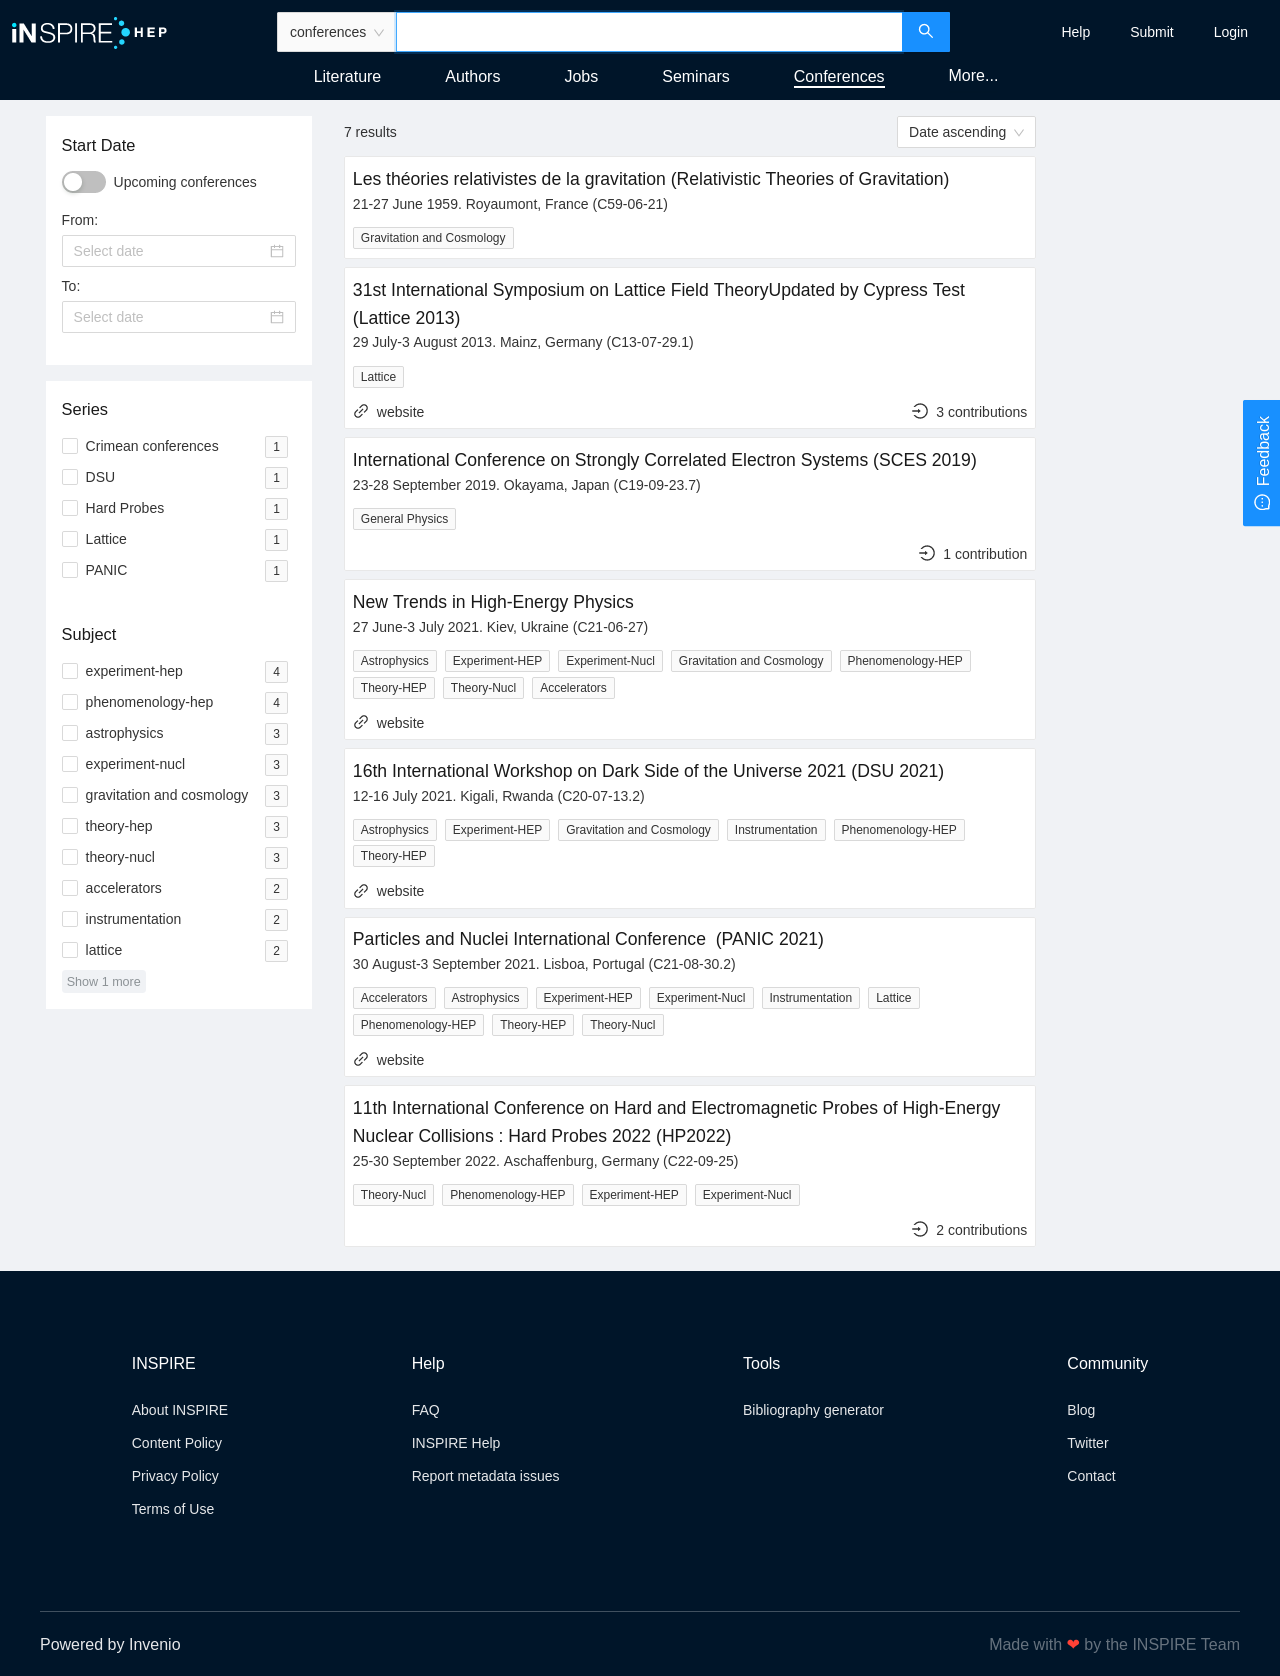 iNSPIRE HEP
conferences
Help
Submit
Login
Literature
Authors
Jobs
Seminars
Conferences
More...
Start Date
Upcoming conferences
From:
Select date
To:
Select date
Series
Crimean conferences 1
DSU 1
Hard Probes 1
Lattice 1
PANIC 1
Subject
experiment-hep 4
phenomenology-hep 4
astrophysics 3
experiment-nucl 3
gravitation and cosmology 3
theory-hep 3
theory-nucl 3
accelerators 2
instrumentation 2
lattice 2
Show 1 more
7 results
Date ascending
Les théories relativistes de la gravitation (Relativistic Theories of Gravitation)
21-27 June 1959. Royaumont, France (C59-06-21)
Gravitation and Cosmology
31st International Symposium on Lattice Field TheoryUpdated by Cypress Test
(Lattice 2013)
29 July-3 August 2013. Mainz, Germany (C13-07-29.1)
Lattice
website
3 contributions
International Conference on Strongly Correlated Electron Systems (SCES 2019)
23-28 September 2019. Okayama, Japan (C19-09-23.7)
General Physics
1 contribution
New Trends in High-Energy Physics
27 June-3 July 2021. Kiev, Ukraine (C21-06-27)
Astrophysics Experiment-HEP Experiment-Nucl Gravitation and Cosmology Phenomenology-HEP
Theory-HEP Theory-Nucl Accelerators
website
16th International Workshop on Dark Side of the Universe 2021 (DSU 2021)
12-16 July 2021. Kigali, Rwanda (C20-07-13.2)
Astrophysics Experiment-HEP Gravitation and Cosmology Instrumentation Phenomenology-HEP
Theory-HEP
website
Particles and Nuclei International Conference (PANIC 2021)
30 August-3 September 2021. Lisboa, Portugal (C21-08-30.2)
Accelerators Astrophysics Experiment-HEP Experiment-Nucl Instrumentation Lattice
Phenomenology-HEP Theory-HEP Theory-Nucl
website
11th International Conference on Hard and Electromagnetic Probes of High-Energy
Nuclear Collisions : Hard Probes 2022 (HP2022)
25-30 September 2022. Aschaffenburg, Germany (C22-09-25)
Theory-Nucl Phenomenology-HEP Experiment-HEP Experiment-Nucl
2 contributions
Feedback
INSPIRE
About INSPIRE
Content Policy
Privacy Policy
Terms of Use
Help
FAQ
INSPIRE Help
Report metadata issues
Tools
Bibliography generator
Community
Blog
Twitter
Contact
Powered by Invenio
Made with ❤ by the INSPIRE Team